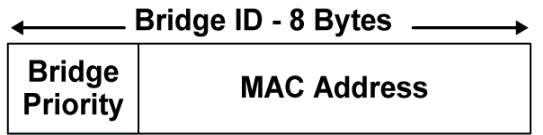 Bridge ID - 8 Bytes
Bridge
Priority
MAC Address